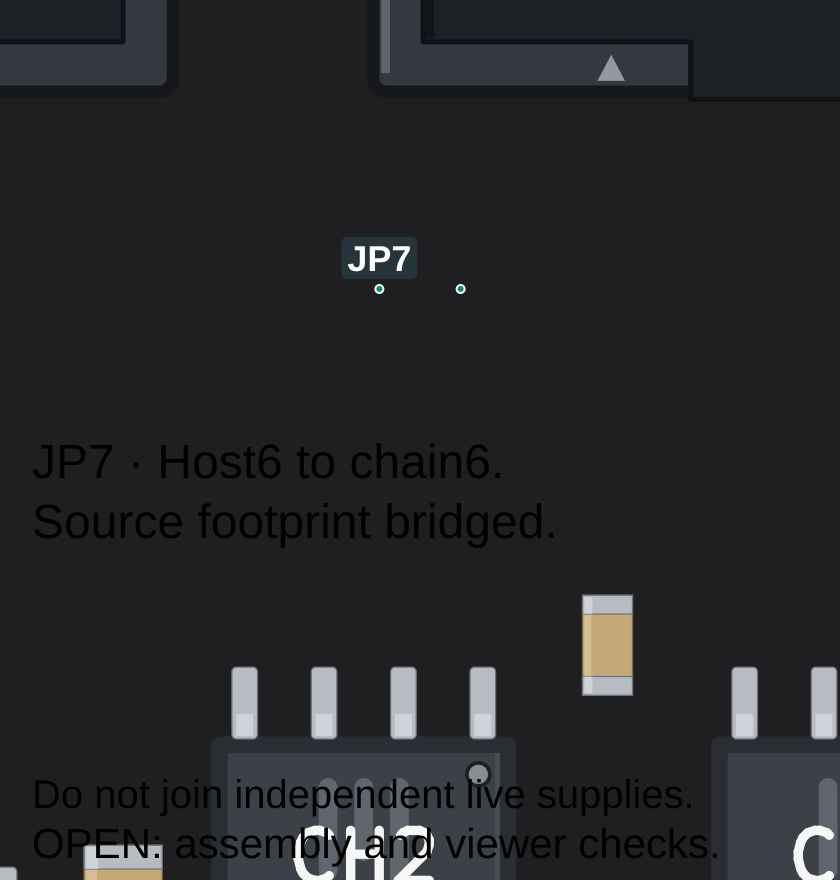 JP7
JP7 · Host6 to chain6.
Source footprint bridged.
Do not join independent live supplies.
CH2
OPEN: assembly and viewer checks.